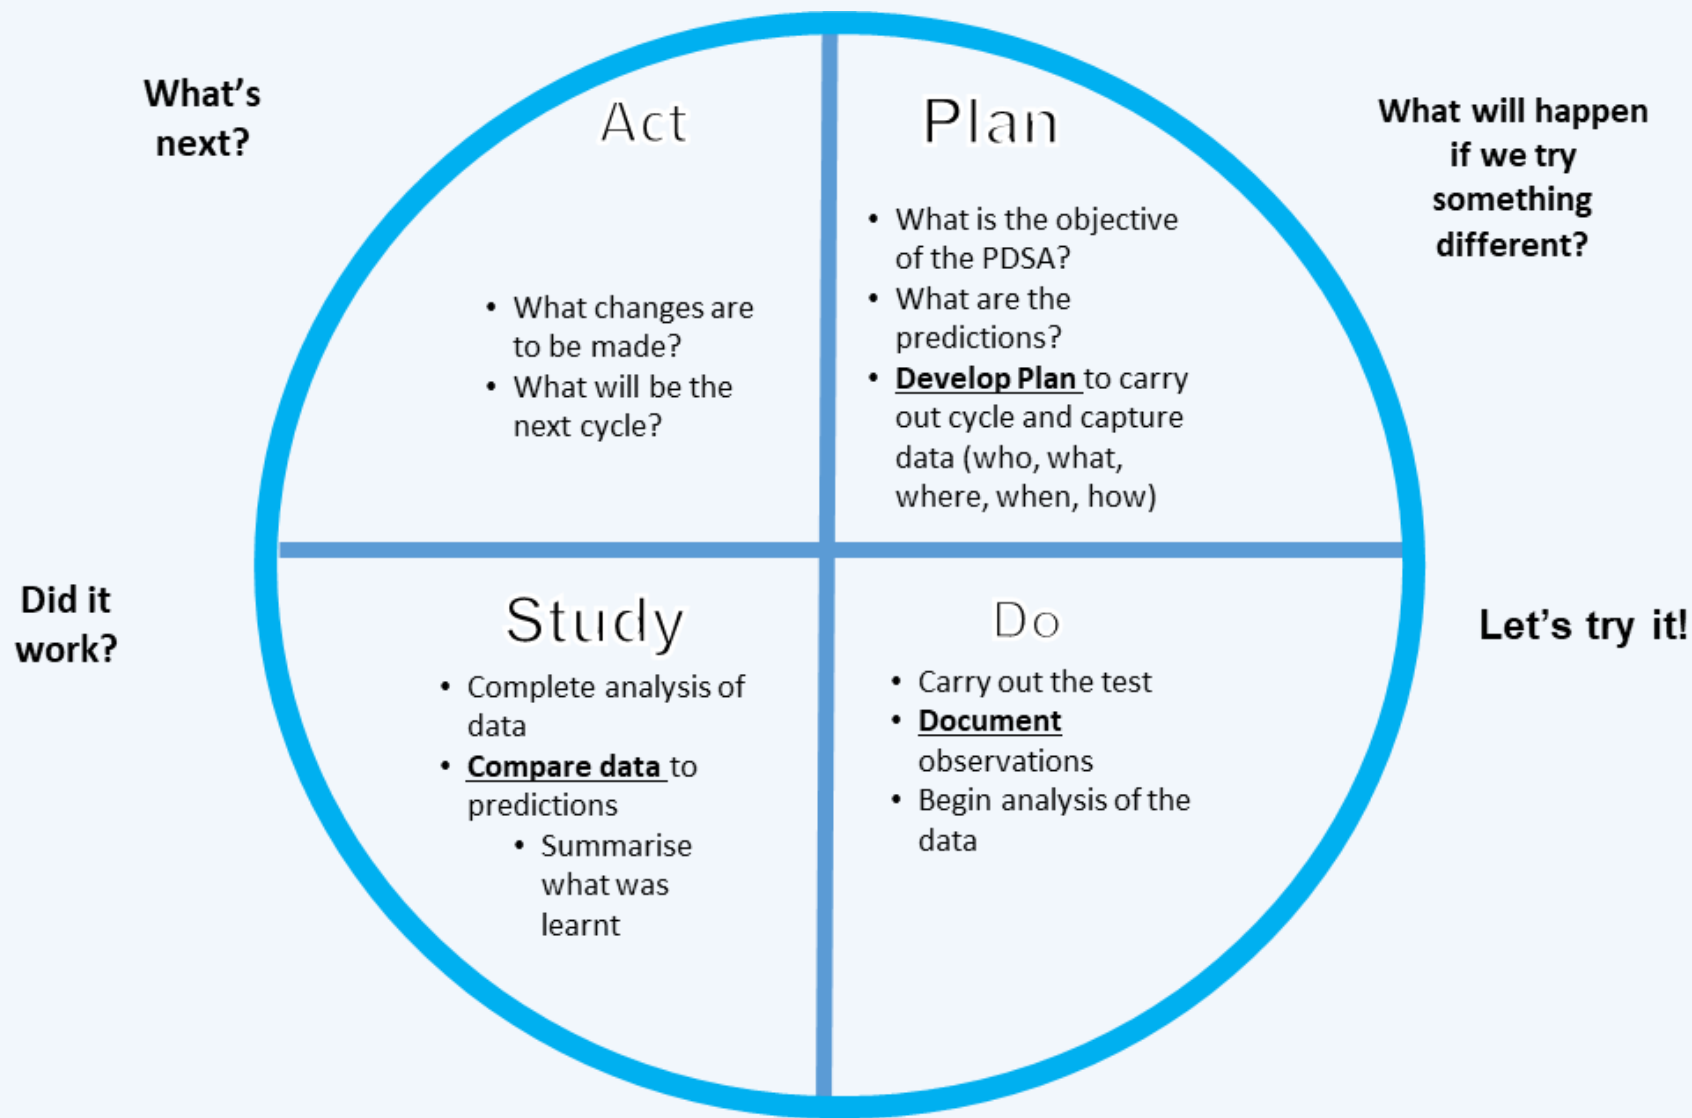 What's
next?
Act
• What changes are
to be made?
• What will be the
next cycle?
Plan
• What is the objective
of the PDSA?
• What are the
predictions?
• Develop Plan to carry
out cycle and capture
data (who, what,
where, when, how)
What will happen
if we try
something
different?
Did it
work?
Study
• Complete analysis of
data
• Compare data to
predictions
• Summarise
what was
learnt
Do
• Carry out the test
• Document
observations
• Begin analysis of the
data
Let's try it!